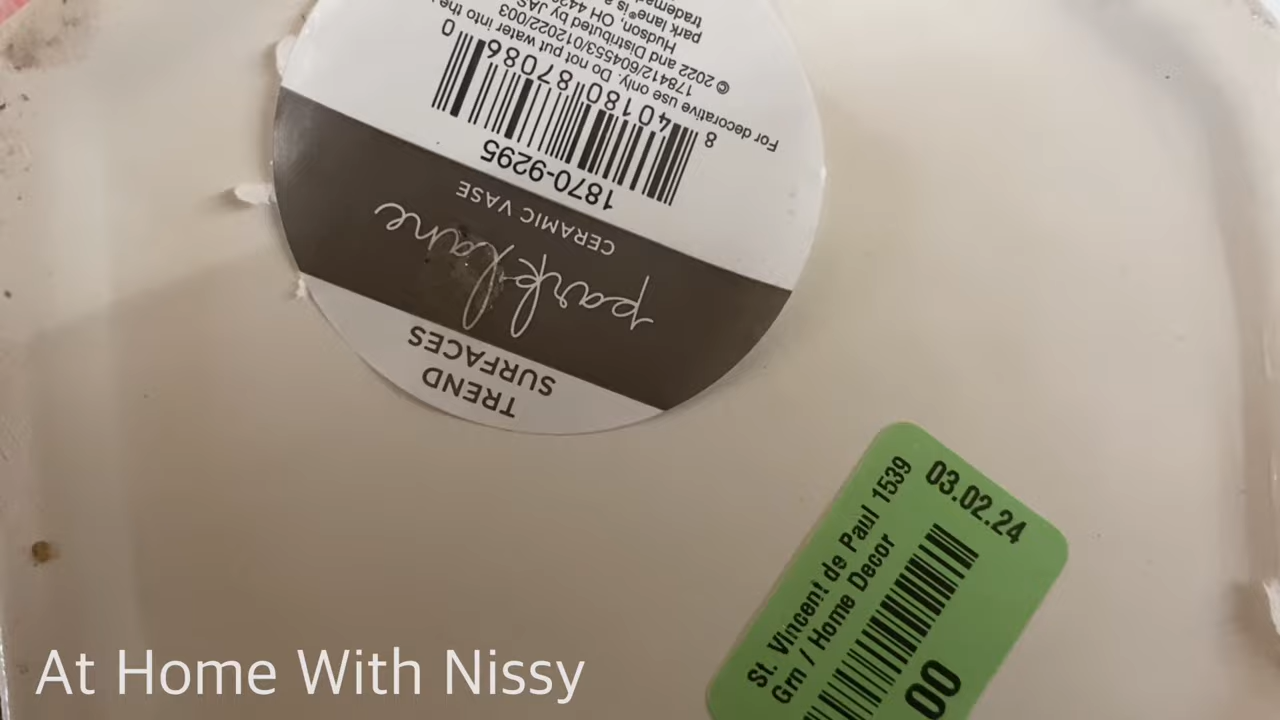 TREND
SURFACES
park lane
CERAMIC VASE
1870-9295
8 40180 87086 0
For decorative use only. Do not put water into the
178412/604553/012022/003
© 2022 and Distributed by JAS
Hudson, OH
park lane® is a
03.02.24
St. Vincent de Paul 1539
Grn / Home Decor
00
At Home With Nissy